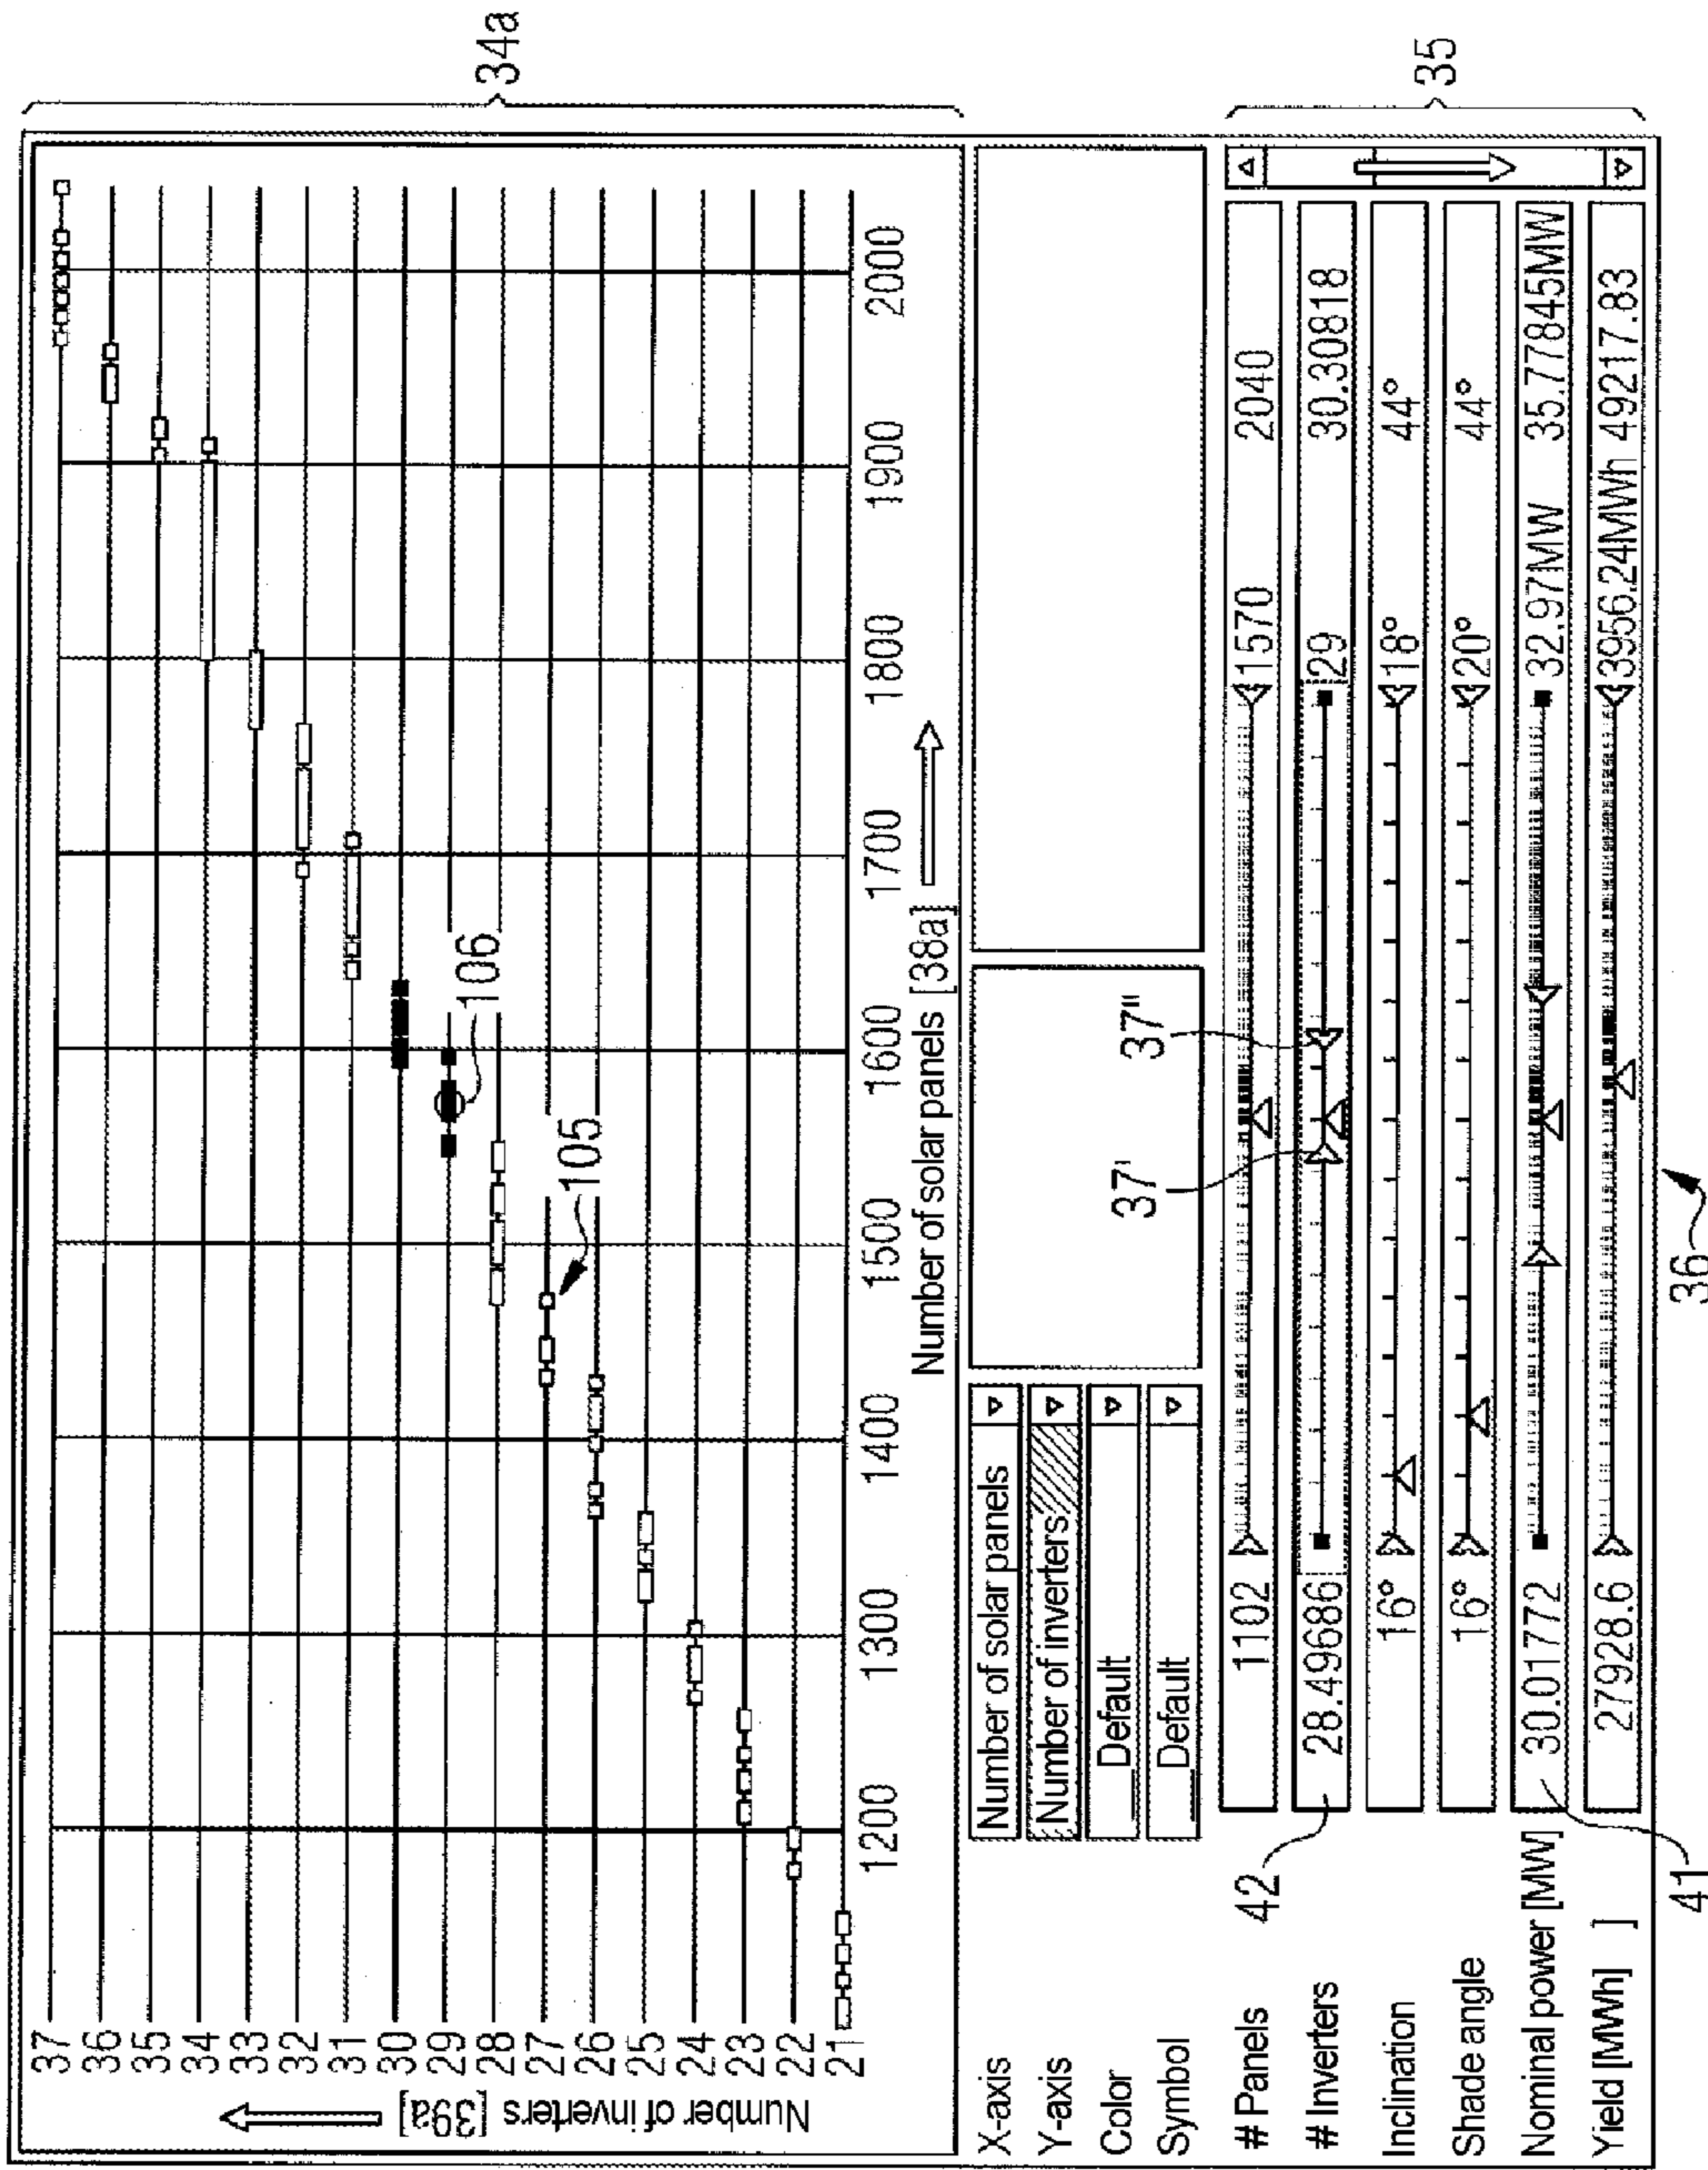 34a
37
36
35
34
33
32
31
30
29
28
27
26
25
24
23
22
21
Number of inverters [39a]
106
105
1200
1300
1400
1500
1600
1700
1800
1900
2000
Number of solar panels [38a]
X-axis Number of solar panels
Y-axis Number of inverters
Color __Default
Symbol __Default
37' 37"
42
35
# Panels 1102 1570 2040
# Inverters 28.49686 29 30.30818
Inclination 16° 18° 44°
Shade angle 16° 20° 44°
Nominal power [MW] 30.01772 32.97MW 35.77845MW
Yield [MWh] ] 27928.6 3956.24MWh 49217.83
41
36